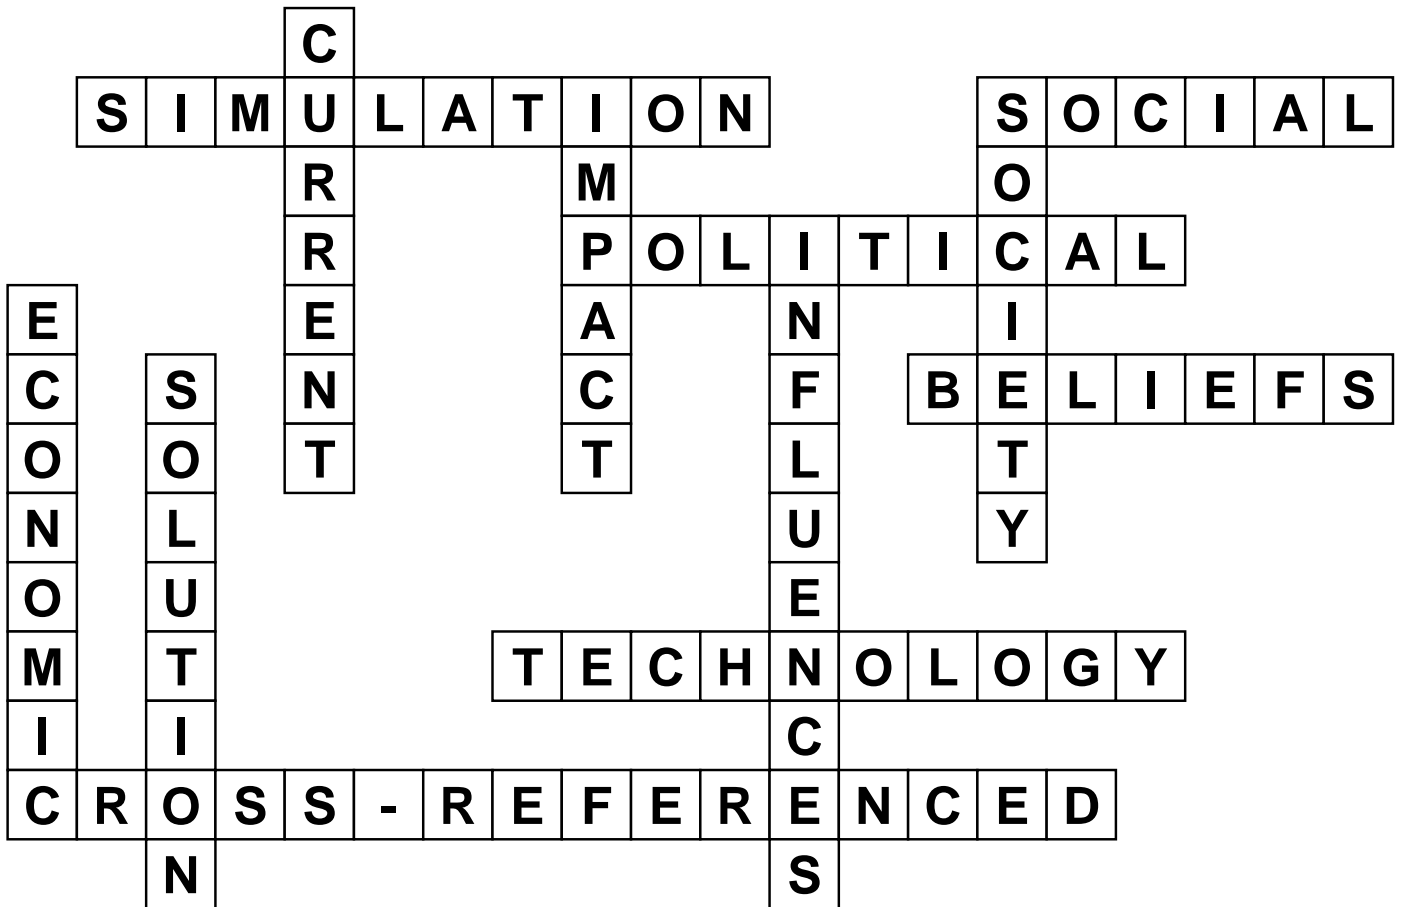 CURRENT
SIMULATION
SOCIAL
IMPACT
SOCIETY
POLITICAL
INFLUENCES
ECONOMIC
SOLUTION
BELIEFS
TECHNOLOGY
CROSS-REFERENCED